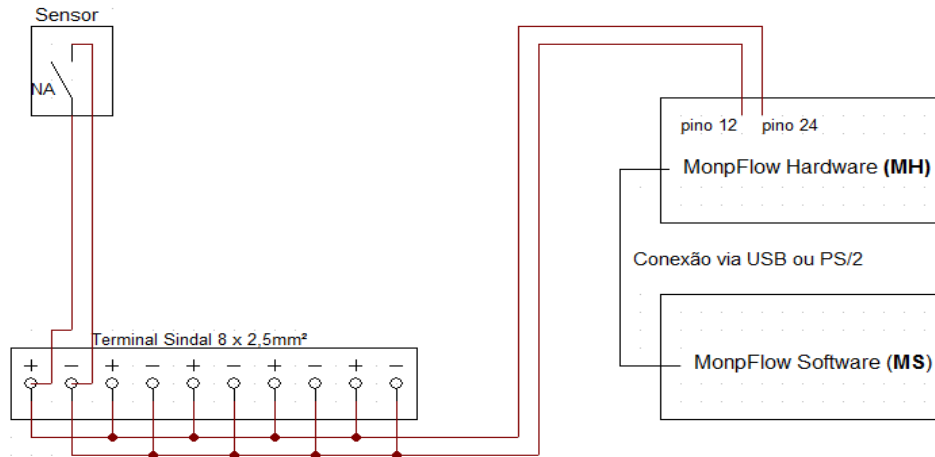 Sensor
NA
pino 12 pino 24
MonpFlow Hardware (MH)
Conexão via USB ou PS/2
Terminal Sindal 8 x 2,5mm²
+ − + − + − + − + −
MonpFlow Software (MS)